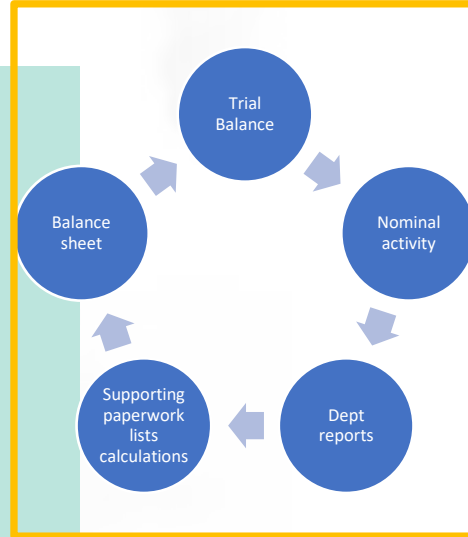 Trial
Balance
Nominal
activity
Dept
reports
Supporting
paperwork
lists
calculations
Balance
sheet